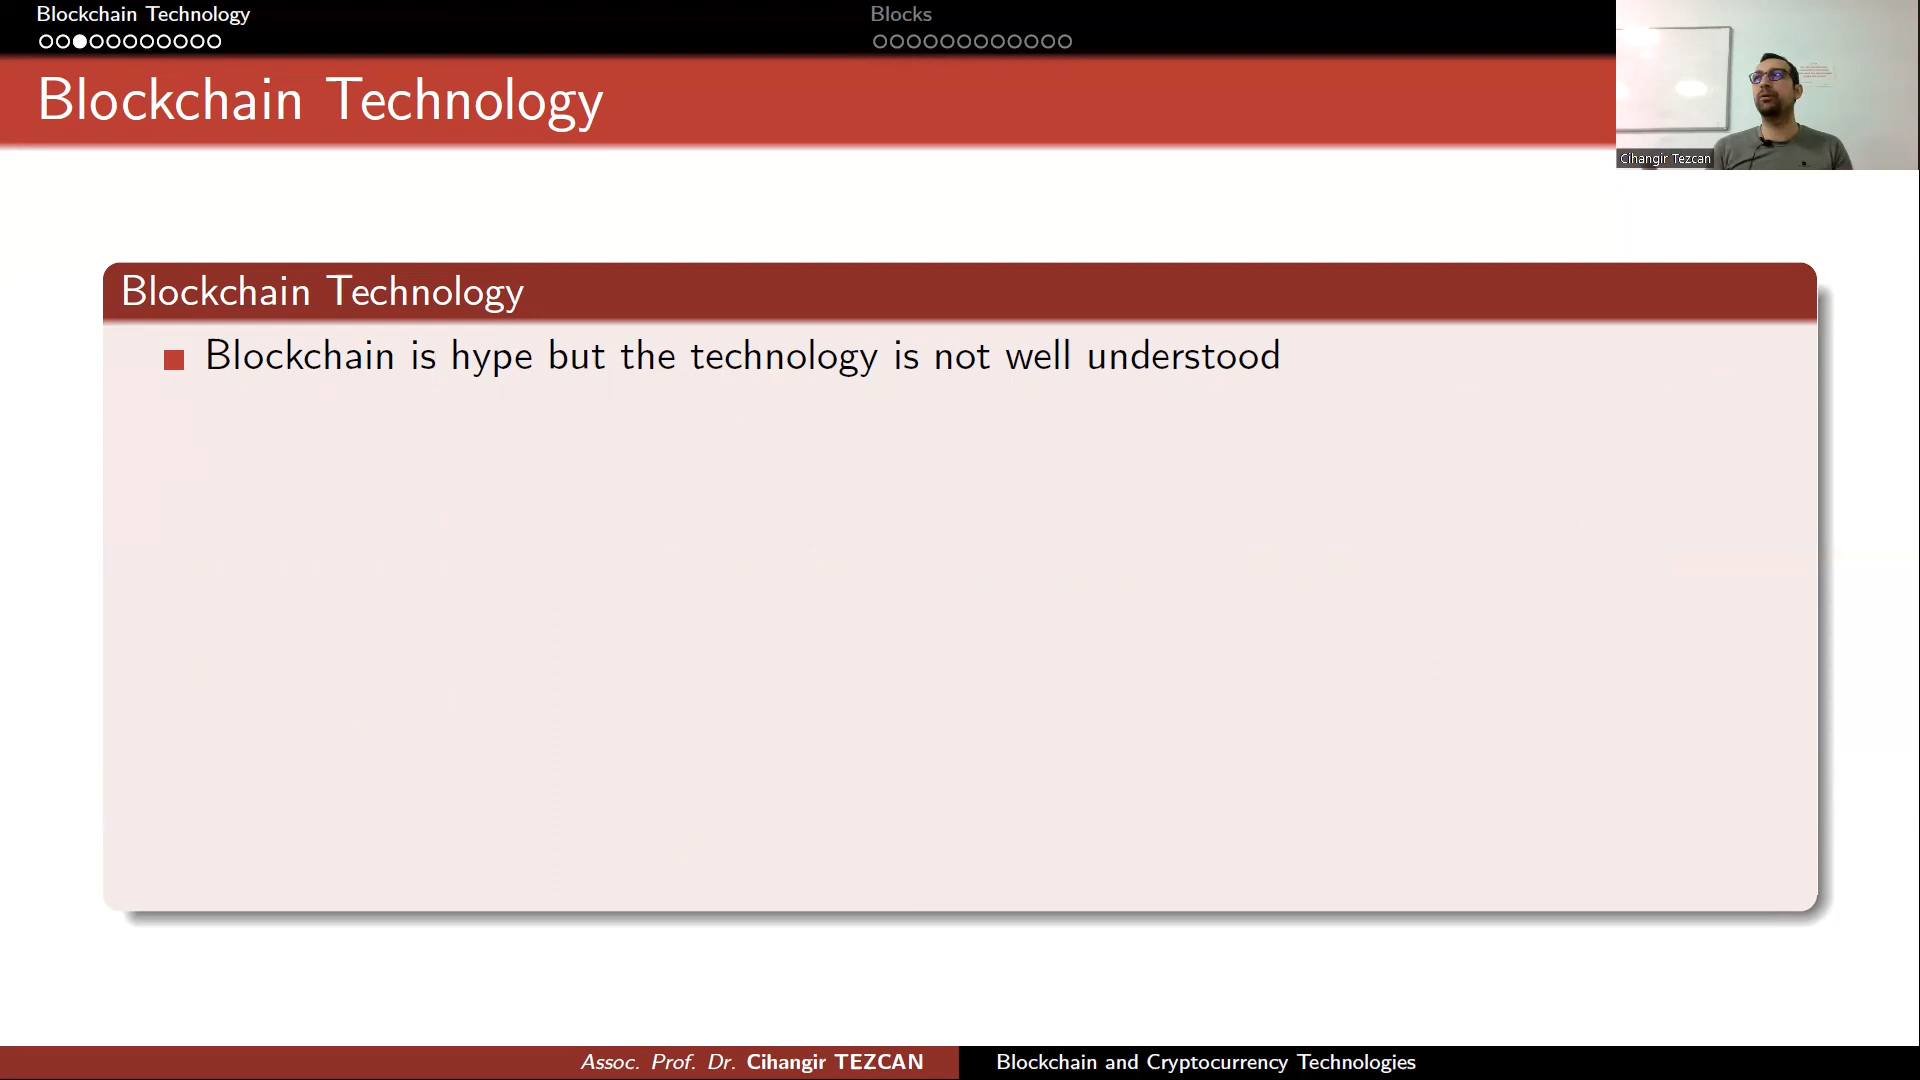 Blockchain Technology
Blocks
Blockchain Technology
Cihangir Tezcan
Blockchain Technology
Blockchain is hype but the technology is not well understood
Assoc. Prof. Dr. Cihangir TEZCAN
Blockchain and Cryptocurrency Technologies